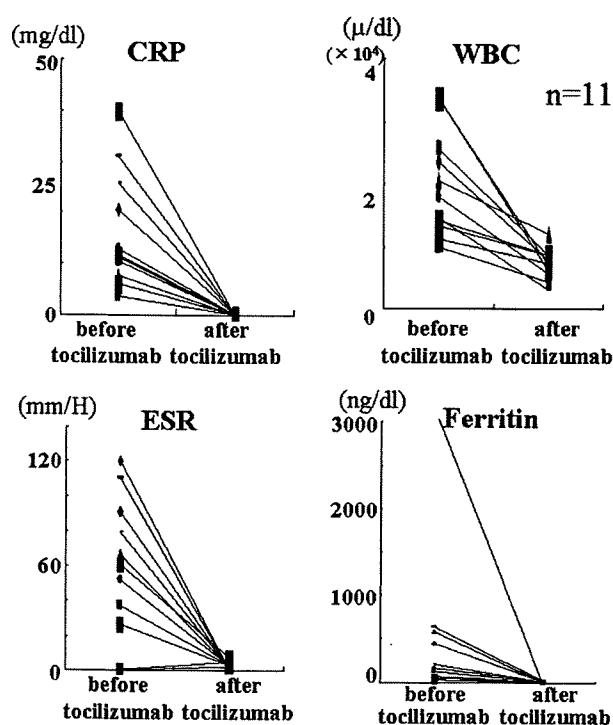 (mg/dl)
CRP
50
25
0
before
tocilizumab
after
tocilizumab
(μ/dl)
(×10⁴)
WBC
n=11
4
2
0
before
tocilizumab
after
tocilizumab
(mm/H)
ESR
120
60
0
before
tocilizumab
after
tocilizumab
(ng/dl)
Ferritin
3000
2000
1000
0
before
tocilizumab
after
tocilizumab